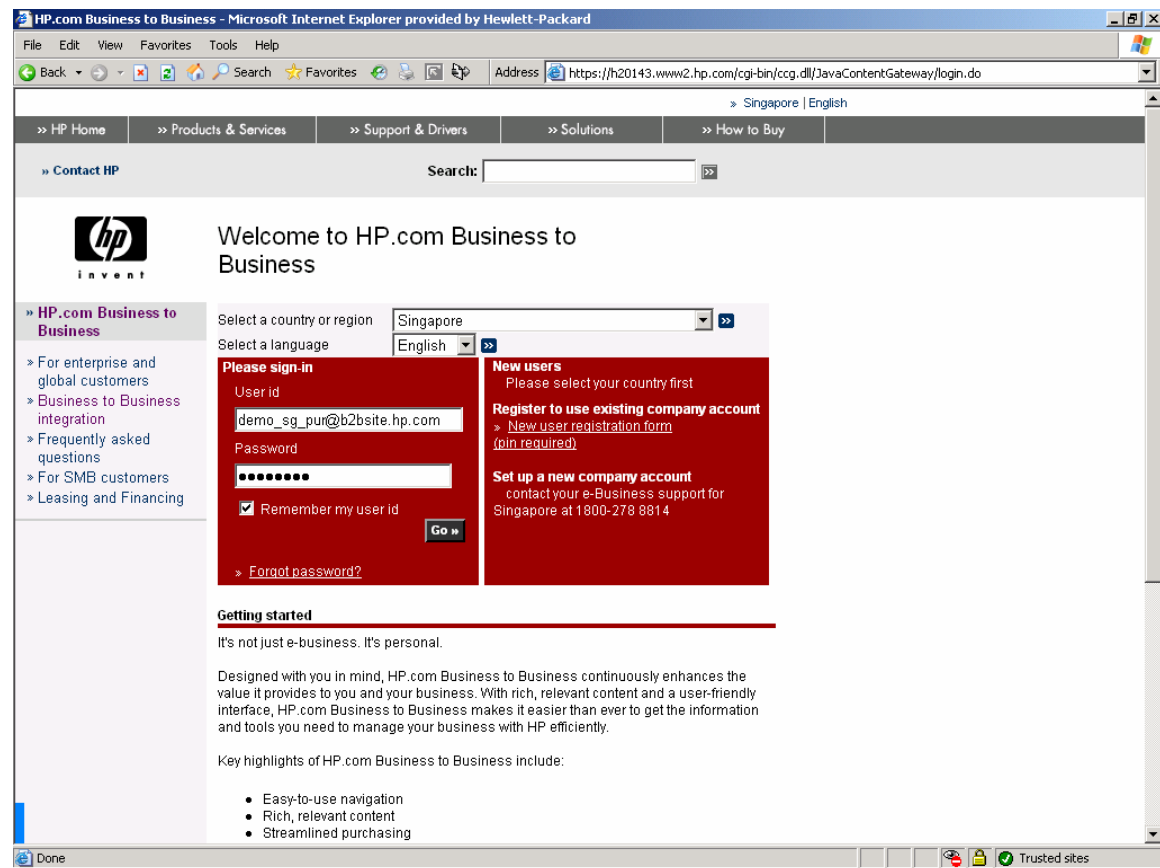 HP.com Business to Business - Microsoft Internet Explorer provided by Hewlett-Packard
File Edit View Favorites Tools Help
Back Search Favorites Address https://h20143.www2.hp.com/cgi-bin/ccg.dll/JavaContentGateway/login.do
» Singapore | English
» HP Home » Products & Services » Support & Drivers » Solutions » How to Buy
» Contact HP Search: »
hp
invent
Welcome to HP.com Business to
Business
» HP.com Business to
Business
» For enterprise and
global customers
» Business to Business
integration
» Frequently asked
questions
» For SMB customers
» Leasing and Financing
Select a country or region Singapore »
Select a language English »
Please sign-in
User id
demo_sg_pur@b2bsite.hp.com
Password
●●●●●●●●
Remember my user id
Go »
» Forgot password?
New users
Please select your country first
Register to use existing company account
» New user registration form
(pin required)
Set up a new company account
contact your e-Business support for
Singapore at 1800-278 8814
Getting started
It's not just e-business. It's personal.
Designed with you in mind, HP.com Business to Business continuously enhances the
value it provides to you and your business. With rich, relevant content and a user-friendly
interface, HP.com Business to Business makes it easier than ever to get the information
and tools you need to manage your business with HP efficiently.
Key highlights of HP.com Business to Business include:
● Easy-to-use navigation
● Rich, relevant content
● Streamlined purchasing
Done Trusted sites